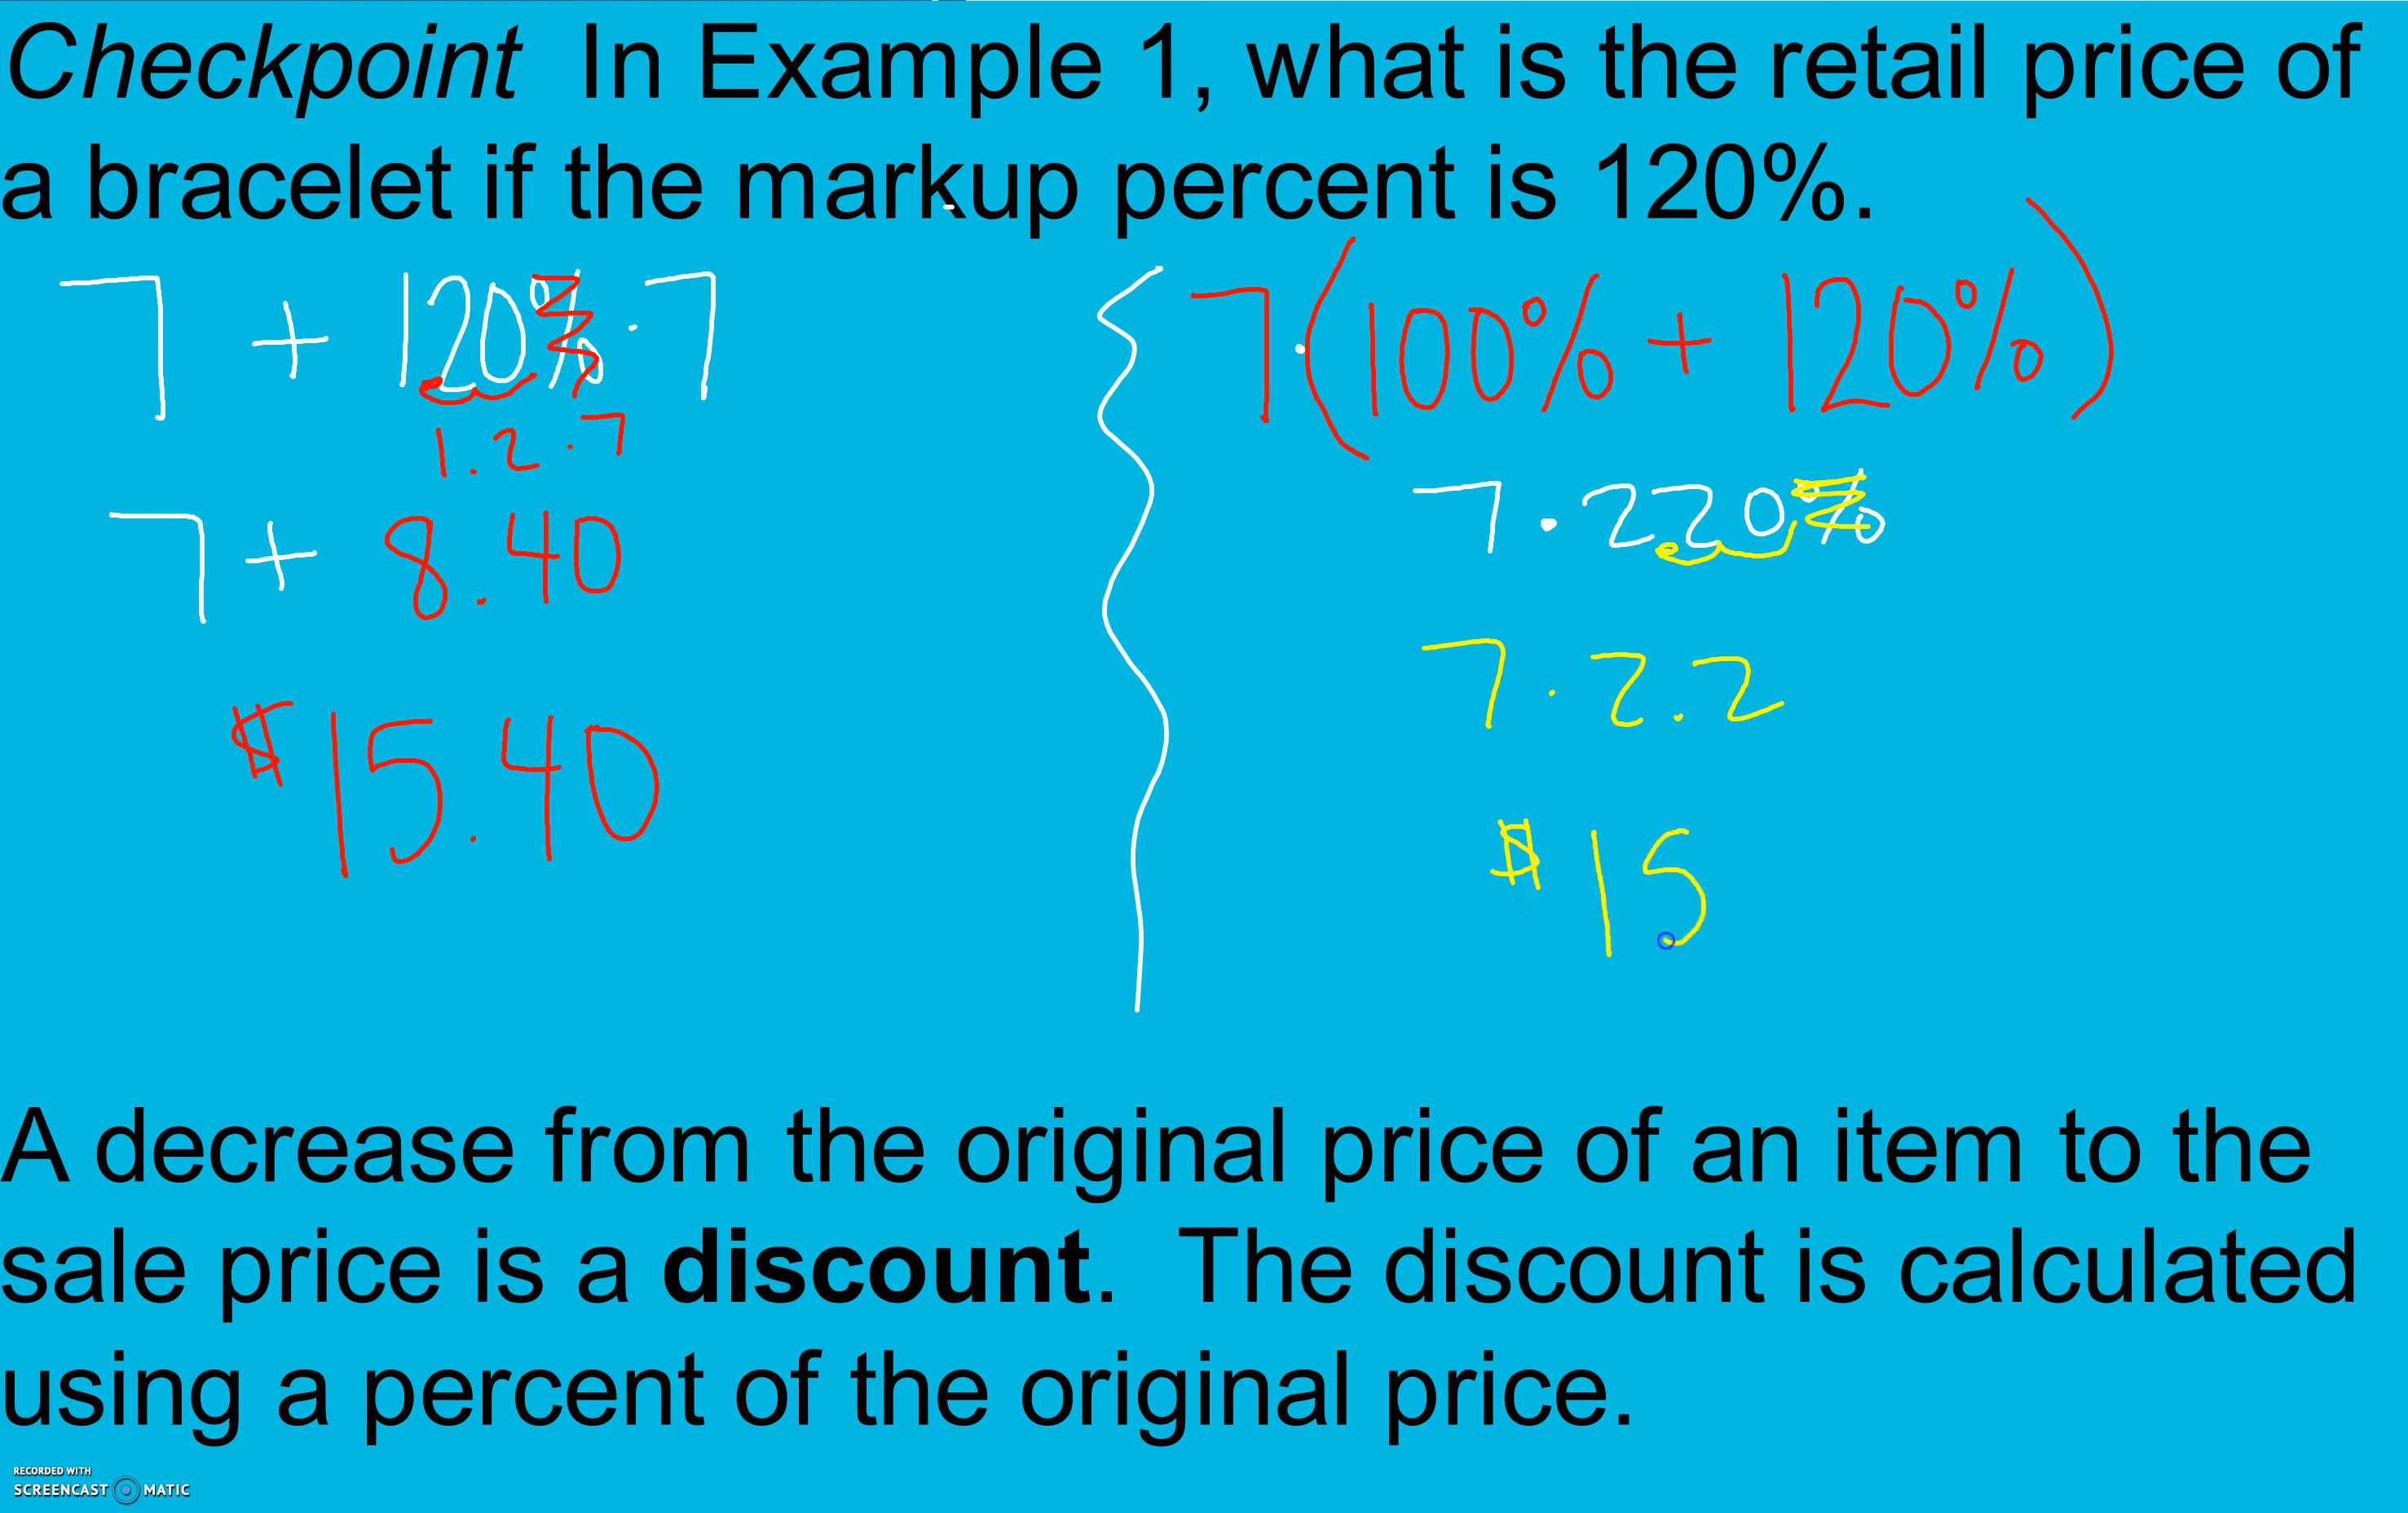 Checkpoint In Example 1, what is the retail price of
a bracelet if the markup percent is 120%.
7 + 120% · 7
1.2 · 7
7 + 8.40
$15.40
7 · (100% + 120%)
7 · 220%
7 · 2.2
$15
A decrease from the original price of an item to the
sale price is a discount. The discount is calculated
using a percent of the original price.
RECORDED WITH
SCREENCAST MATIC